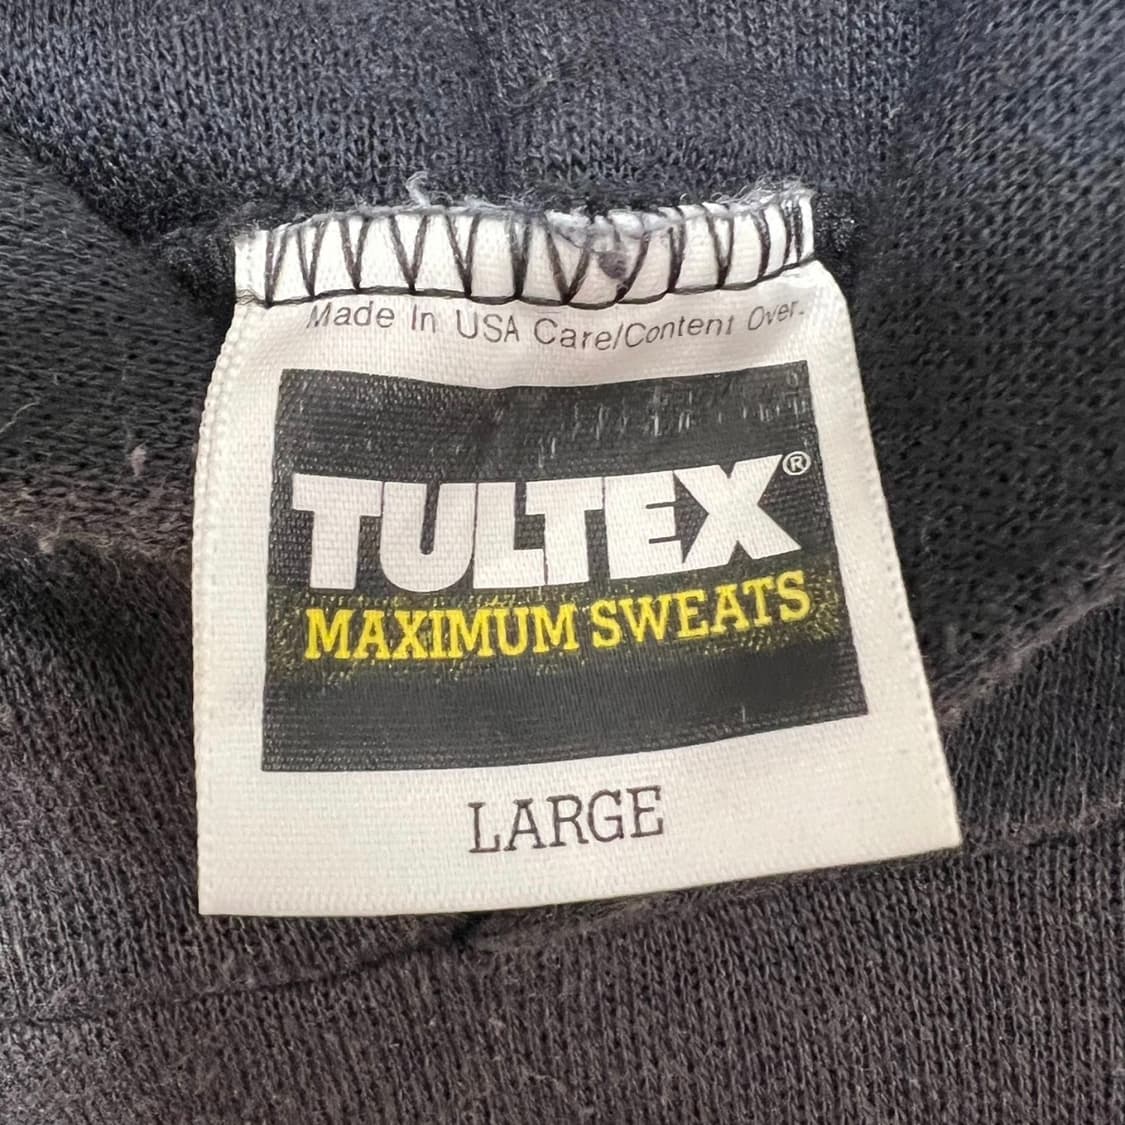 Made In USA Care/Content Over.
TULTEX®
MAXIMUM SWEATS
LARGE